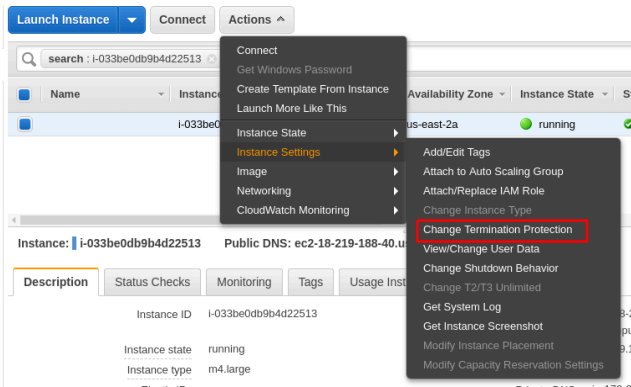 Launch Instance Connect Actions
search : i-033be0db9b4d22513
Connect
Get Windows Password
Create Template From Instance
Launch More Like This
Instance State
Instance Settings
Image
Networking
CloudWatch Monitoring
Name Instance Availability Zone Instance State
i-033be0 us-east-2a running
Add/Edit Tags
Attach to Auto Scaling Group
Attach/Replace IAM Role
Change Instance Type
Change Termination Protection
View/Change User Data
Change Shutdown Behavior
Change T2/T3 Unlimited
Get System Log
Get Instance Screenshot
Modify Instance Placement
Modify Capacity Reservation Settings
Instance: i-033be0db9b4d22513 Public DNS: ec2-18-219-188-40.u
Description Status Checks Monitoring Tags Usage Inst
Instance ID i-033be0db9b4d22513
Instance state running
Instance type m4.large